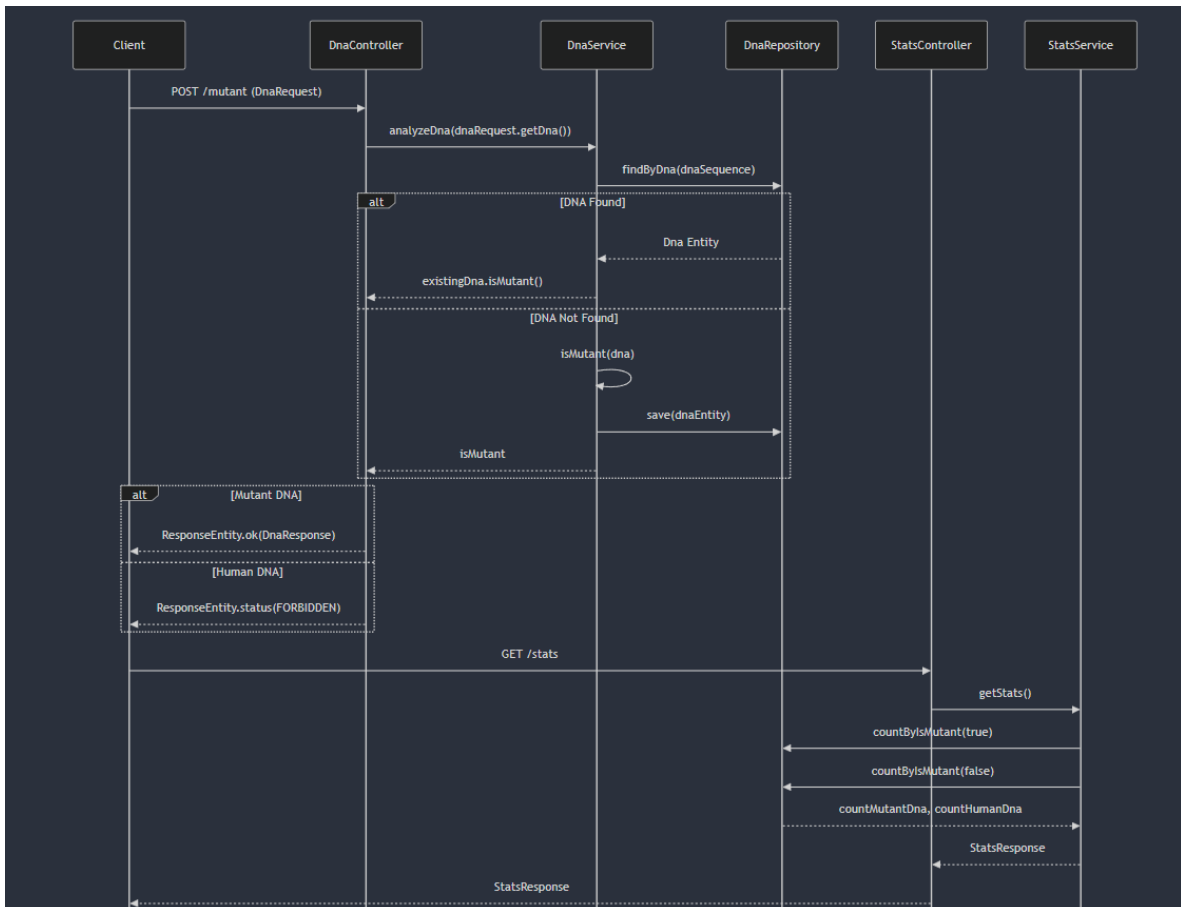 Client
DnaController
DnaService
DnaRepository
StatsController
StatsService
POST /mutant (DnaRequest)
analyzeDna(dnaRequest.getDna())
findByDna(dnaSequence)
alt
[DNA Found]
Dna Entity
existingDna.isMutant()
[DNA Not Found]
isMutant(dna)
save(dnaEntity)
isMutant
alt
[Mutant DNA]
ResponseEntity.ok(DnaResponse)
[Human DNA]
ResponseEntity.status(FORBIDDEN)
GET /stats
getStats()
countByIsMutant(true)
countByIsMutant(false)
countMutantDna, countHumanDna
StatsResponse
StatsResponse